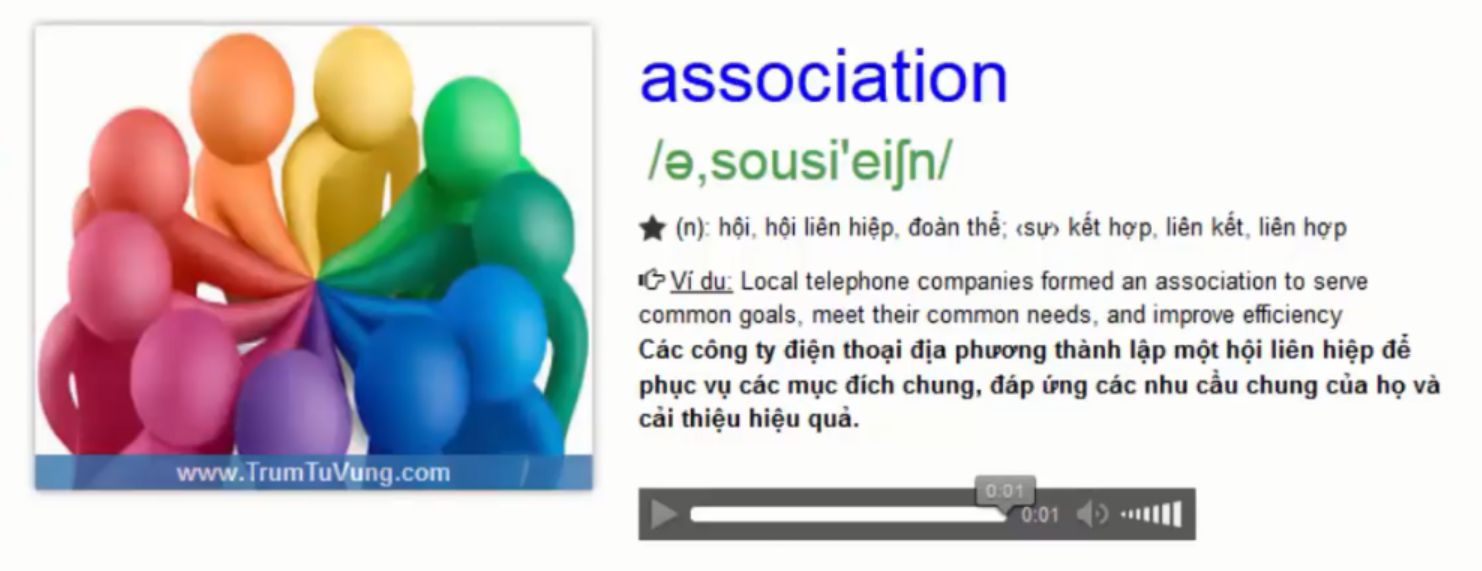 association
/ə,sousi'ei∫n/
(n): hội, hội liên hiệp, đoàn thể; ‹sự› kết hợp, liên kết, liên hợp
Ví du: Local telephone companies formed an association to serve
common goals, meet their common needs, and improve efficiency
Các công ty điện thoại địa phương thành lập một hội liên hiệp để
phục vụ các mục đích chung, đáp ứng các nhu cầu chung của họ và
cải thiệu hiệu quả.
www.TrumTuVung.com
0:01
0:01